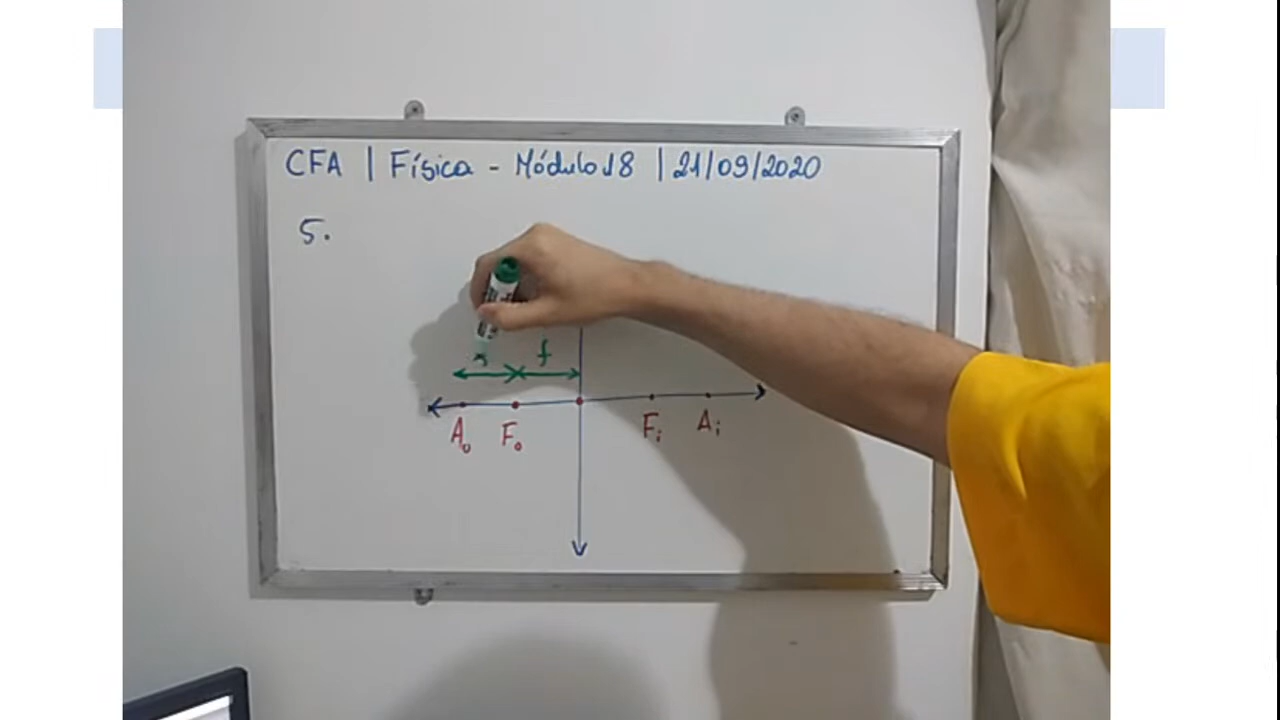 CFA | Física - Módulo 18 | 21/09/2020
5.
f
A₀ F₀ Fᵢ Aᵢ